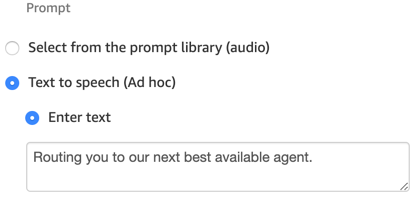 Prompt
Select from the prompt library (audio)
Text to speech (Ad hoc)
Enter text
Routing you to our next best available agent.